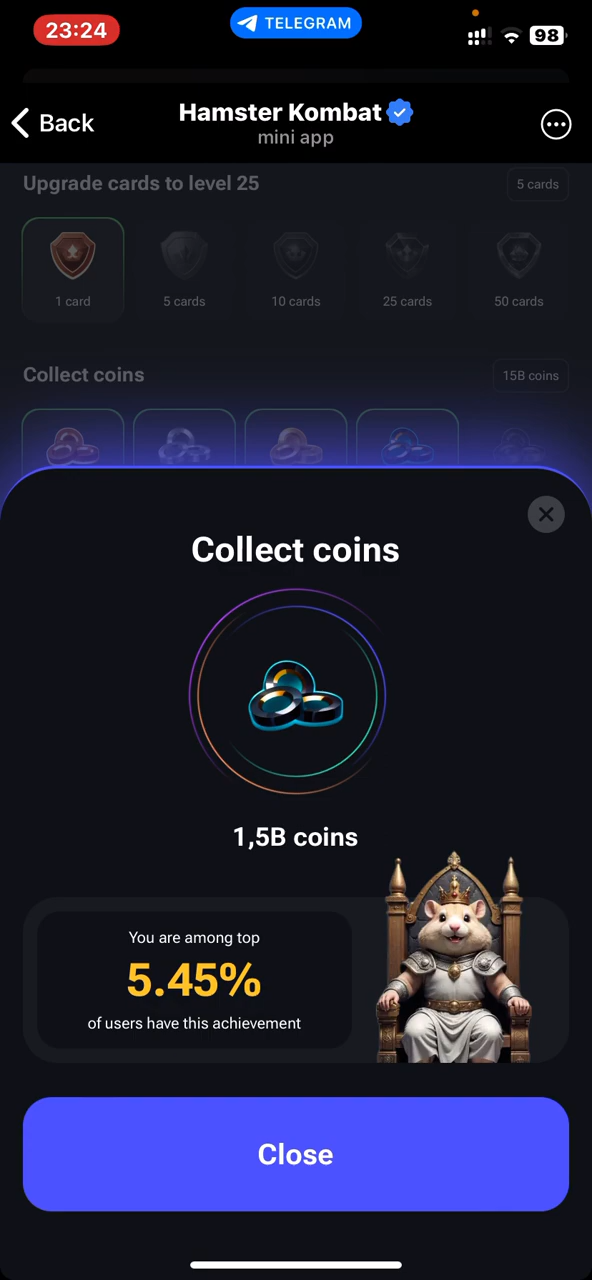 23:24
TELEGRAM
98
Back
Hamster Kombat
mini app
Upgrade cards to level 25
5 cards
1 card
5 cards
10 cards
25 cards
50 cards
Collect coins
15B coins
Collect coins
1,5B coins
You are among top
5.45%
of users have this achievement
Close